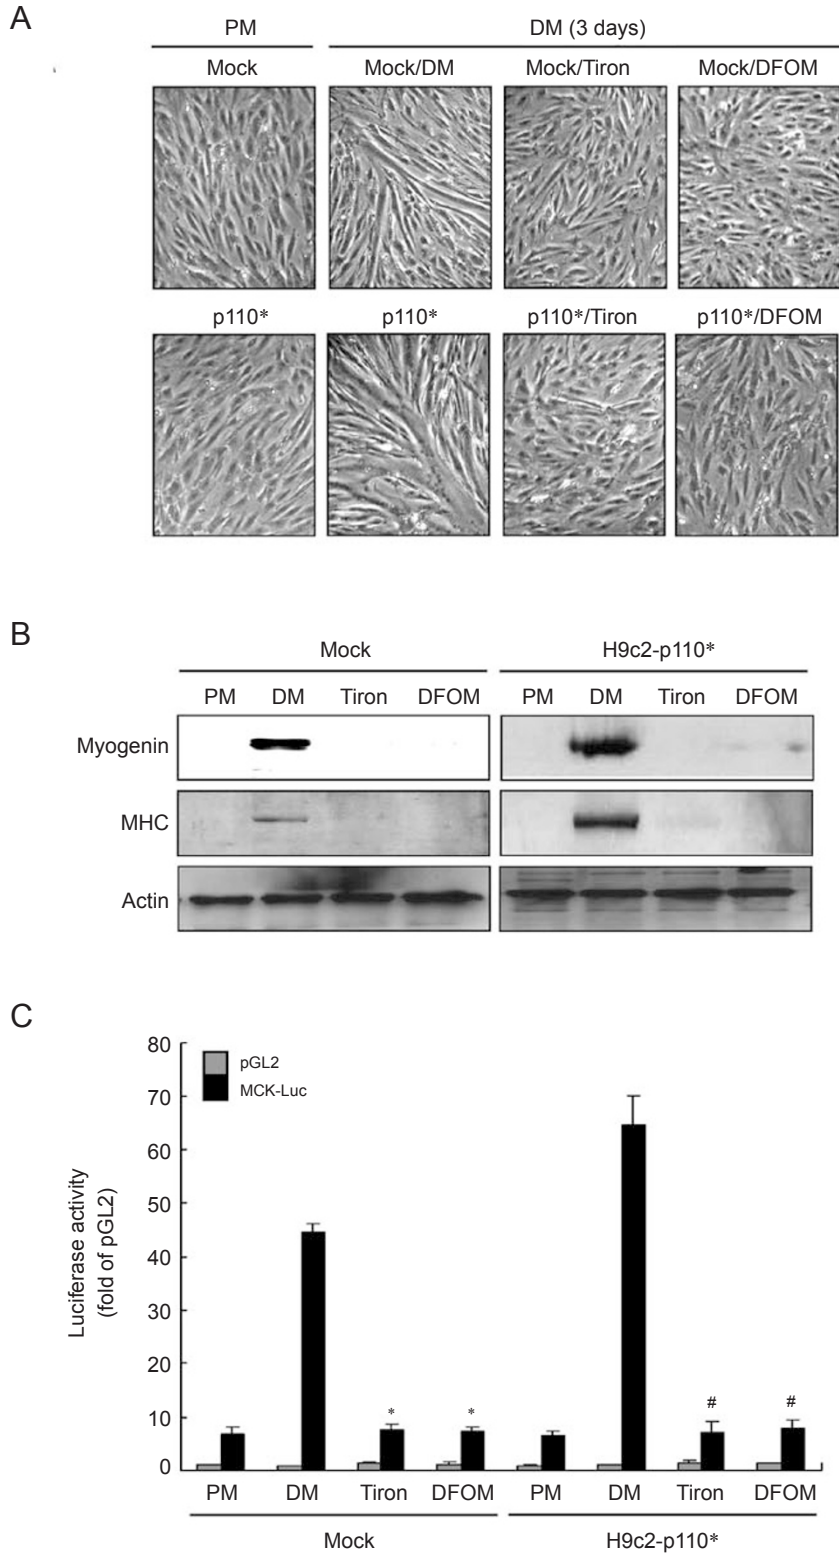 A
PM DM (3 days)
Mock Mock/DM Mock/Tiron Mock/DFOM
p110* p110* p110*/Tiron p110*/DFOM
B
Mock H9c2-p110*
PM DM Tiron DFOM PM DM Tiron DFOM
Myogenin
MHC
Actin
C
80
70
60
50
40
30
20
10
0
Luciferase activity
(fold of pGL2)
pGL2
MCK-Luc
* * # #
PM DM Tiron DFOM PM DM Tiron DFOM
Mock H9c2-p110*